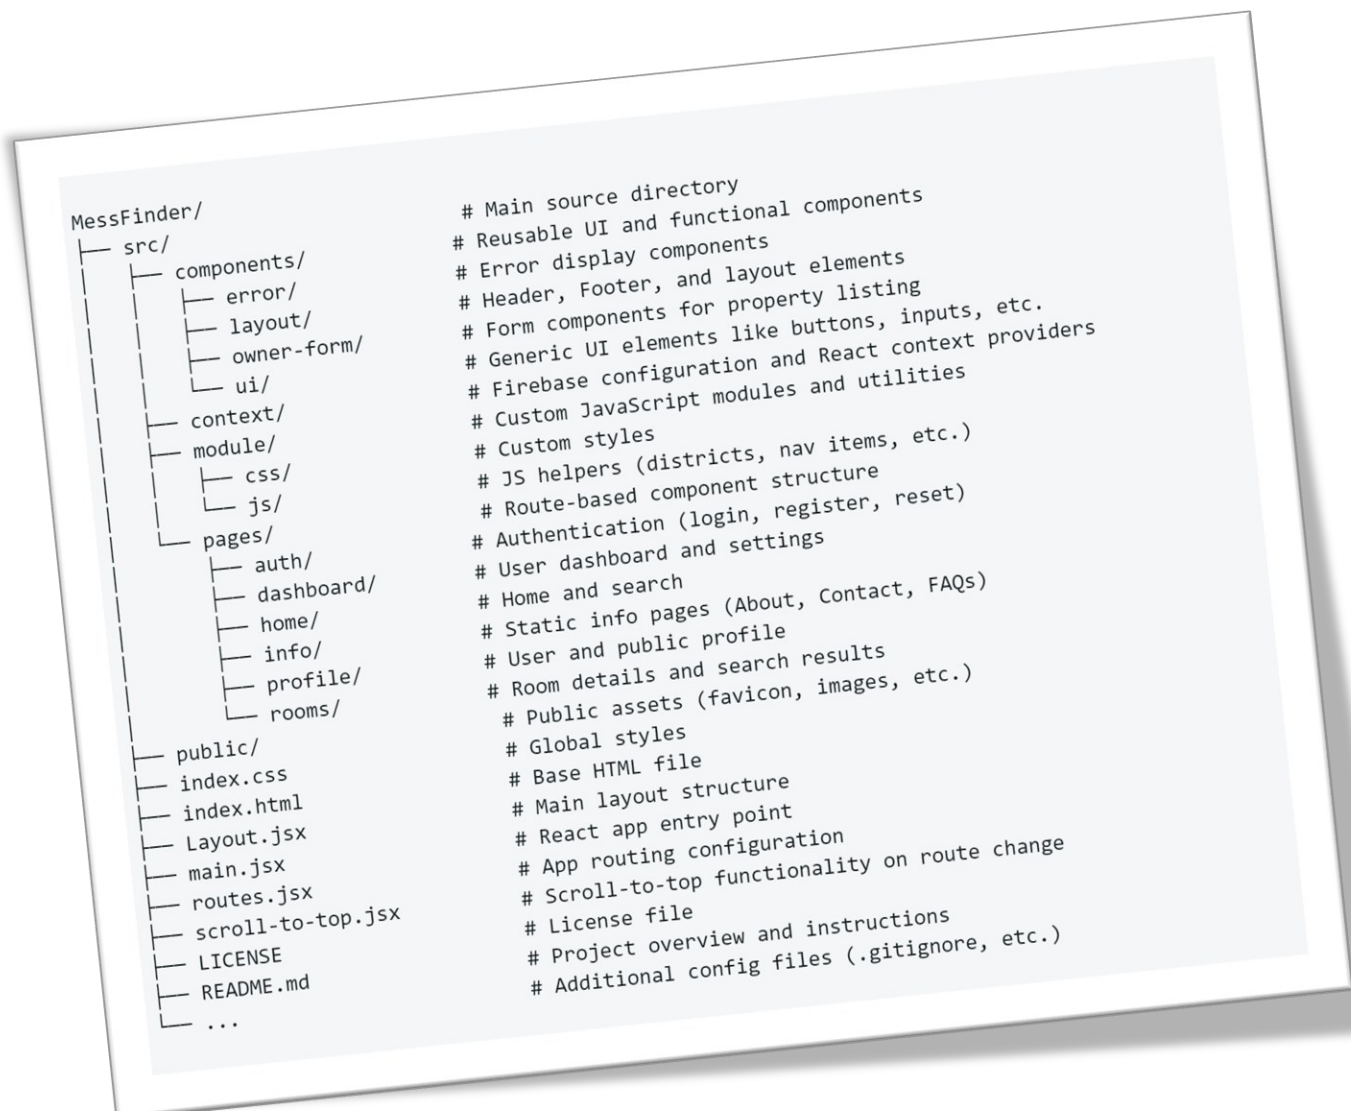 MessFinder/
├── src/ # Main source directory
│   ├── components/ # Reusable UI and functional components
│   │   ├── error/ # Error display components
│   │   ├── layout/ # Header, Footer, and layout elements
│   │   ├── owner-form/ # Form components for property listing
│   │   └── ui/ # Generic UI elements like buttons, inputs, etc.
│   ├── context/ # Firebase configuration and React context providers
│   ├── module/ # Custom JavaScript modules and utilities
│   │   ├── css/ # Custom styles
│   │   └── js/ # JS helpers (districts, nav items, etc.)
│   └── pages/ # Route-based component structure
│       ├── auth/ # Authentication (login, register, reset)
│       ├── dashboard/ # User dashboard and settings
│       ├── home/ # Home and search
│       ├── info/ # Static info pages (About, Contact, FAQs)
│       ├── profile/ # User and public profile
│       └── rooms/ # Room details and search results
├── public/ # Public assets (favicon, images, etc.)
├── index.css # Global styles
├── index.html # Base HTML file
├── Layout.jsx # Main layout structure
├── main.jsx # React app entry point
├── routes.jsx # App routing configuration
├── scroll-to-top.jsx # Scroll-to-top functionality on route change
├── LICENSE # License file
├── README.md # Project overview and instructions
└── ... # Additional config files (.gitignore, etc.)